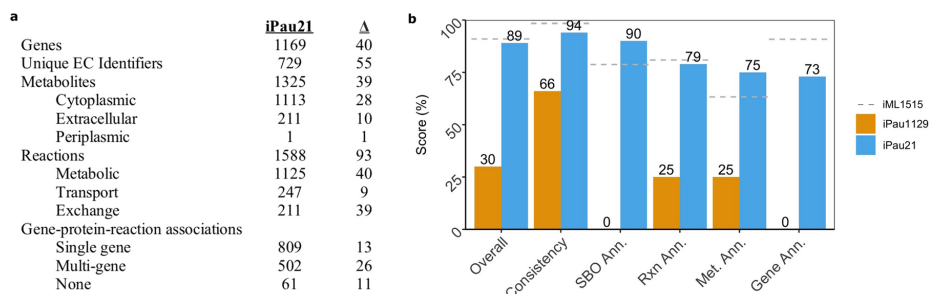 a
iPau21 Δ
Genes 1169 40
Unique EC Identifiers 729 55
Metabolites 1325 39
Cytoplasmic 1113 28
Extracellular 211 10
Periplasmic 1 1
Reactions 1588 93
Metabolic 1125 40
Transport 247 9
Exchange 211 39
Gene-protein-reaction associations
Single gene 809 13
Multi-gene 502 26
None 61 11
b
Score (%)
100
75
50
25
0
30 89
66 94
0 90
25 79
25 75
0 73
Overall
Consistency
SBO Ann.
Rxn Ann.
Met. Ann.
Gene Ann.
iML1515
iPau1129
iPau21